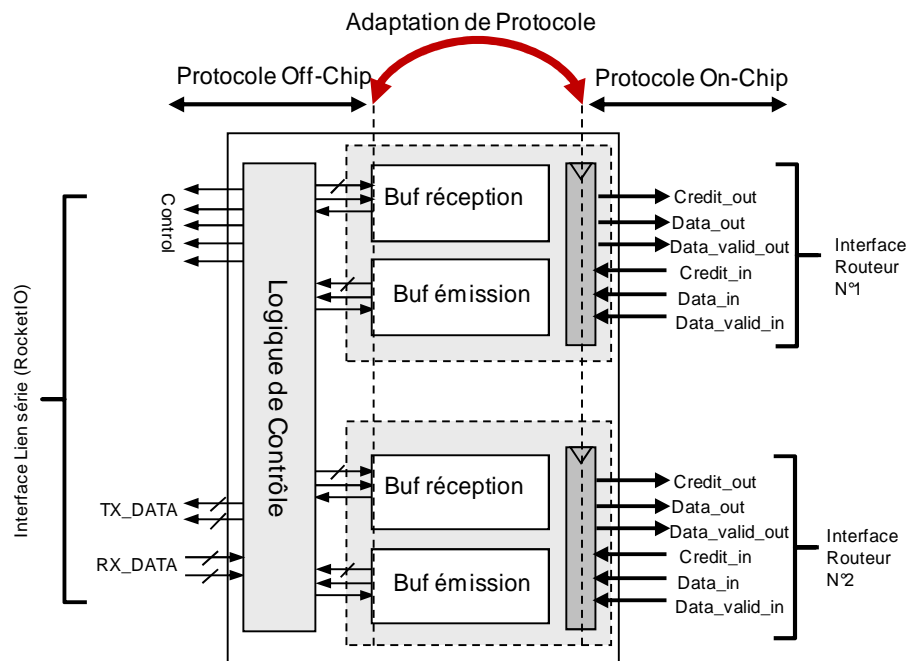 Adaptation de Protocole
Protocole Off-Chip
Protocole On-Chip
Interface Lien série (RocketIO)
Control
TX_DATA
RX_DATA
Logique de Contrôle
Buf réception
Buf émission
Credit_out
Data_out
Data_valid_out
Credit_in
Data_in
Data_valid_in
Interface
Routeur
N°1
Buf réception
Buf émission
Credit_out
Data_out
Data_valid_out
Credit_in
Data_in
Data_valid_in
Interface
Routeur
N°2